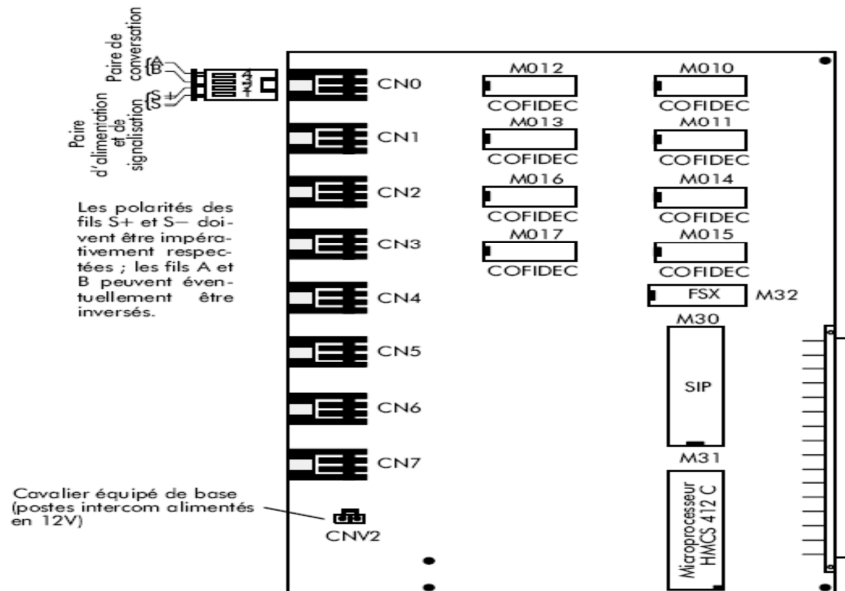 Paire de
conversation
A
B
S+
S−
4
3
2
1
Paire
d'alimentation
et de
signalisation
Les polarités des
fils S+ et S− doi-
vent être impéra-
tivement respec-
tées ; les fils A et
B peuvent éven-
tuellement être
inversés.
CN0
CN1
CN2
CN3
CN4
CN5
CN6
CN7
Cavalier équipé de base
(postes intercom alimentés
en 12V)
CNV2
M012
COFIDEC
M013
COFIDEC
M016
COFIDEC
M017
COFIDEC
M010
COFIDEC
M011
COFIDEC
M014
COFIDEC
M015
COFIDEC
FSX
M32
M30
SIP
M31
Microprocesseur
HMCS 412 C